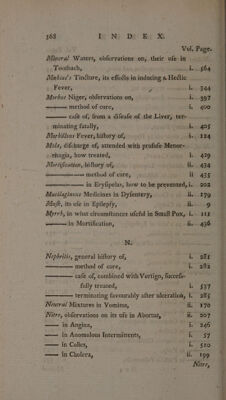 368 INDEX.
Vol. Page.
Mineral Waters, observations on, their use in
Toothach, i. 564
Mohius's Tincture, its effects in inducing a Hectic
Fever, i. 344
Morbus Niger, observations on, i. 397
——— method of cure, i. 400
——— case of, from a disease of the Liver, ter-
minating fatally, i. 405
Morbillous Fever, history of, i. 124
Mole, discharge of, attended with profuse Menor-
rhagia, how treated, i. 429
Mortification, history of, ii. 434
——— method of cure, ii 435
——— in Erysipelas, how to be prevented, i. 202
Mucilaginous Medicines in Dysentery, ii. 179
Musk, its use in Epilepsy, ii. 9
Myrrh, in what circumstances useful in Small Pox, i. 111
—— in Mortification, ii. 436
N.
Nephritis, general history of, i. 281
——— method of cure, i. 282
——— case of, combined with Vertigo, success-
fully treated, i. 537
——— terminating favourably after ulceration, i. 285
Neutral Mixtures in Vomitus, ii. 170
Nitre, observations on its use in Abortus, ii. 207
—— in Angina, i. 246
—— in Anomalous Intermittents, i. 57
—— in Colics, i. 510
—— in Cholera, ii. 199
Nitre,